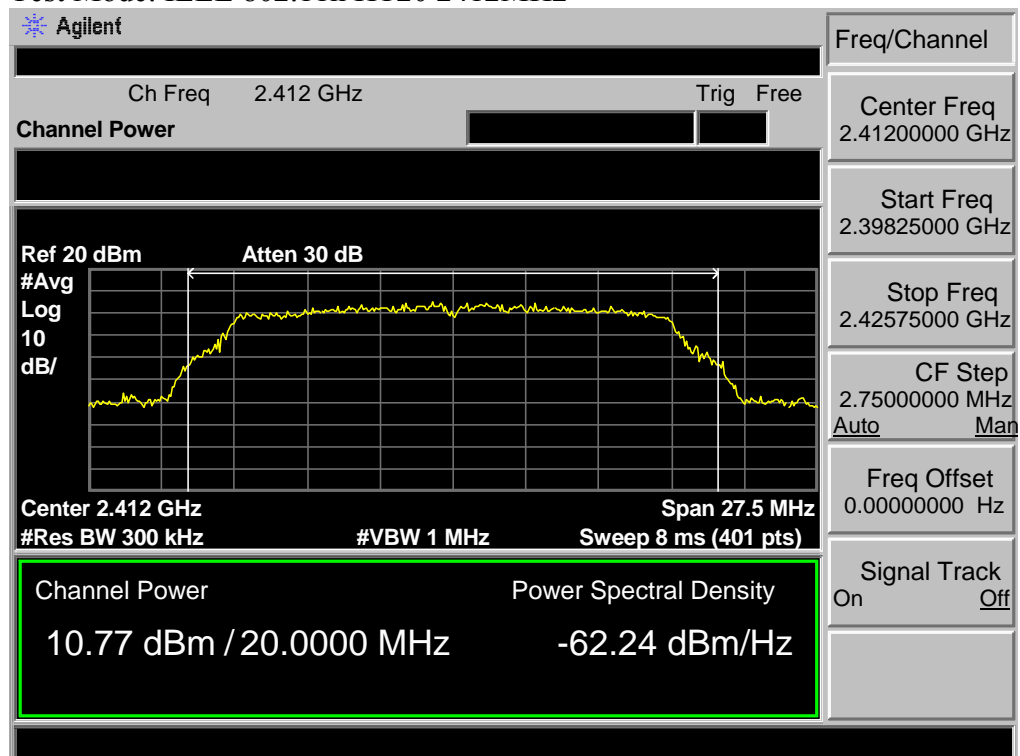 Agilent
Freq/Channel
Ch Freq 2.412 GHz Trig Free
Channel Power
Center Freq
2.41200000 GHz
Start Freq
2.39825000 GHz
Ref 20 dBm Atten 30 dB
#Avg
Log
10
dB/
Stop Freq
2.42575000 GHz
CF Step
2.75000000 MHz
Auto Man
Center 2.412 GHz Span 27.5 MHz
#Res BW 300 kHz #VBW 1 MHz Sweep 8 ms (401 pts)
Freq Offset
0.00000000 Hz
Channel Power Power Spectral Density
10.77 dBm / 20.0000 MHz -62.24 dBm/Hz
Signal Track
On Off